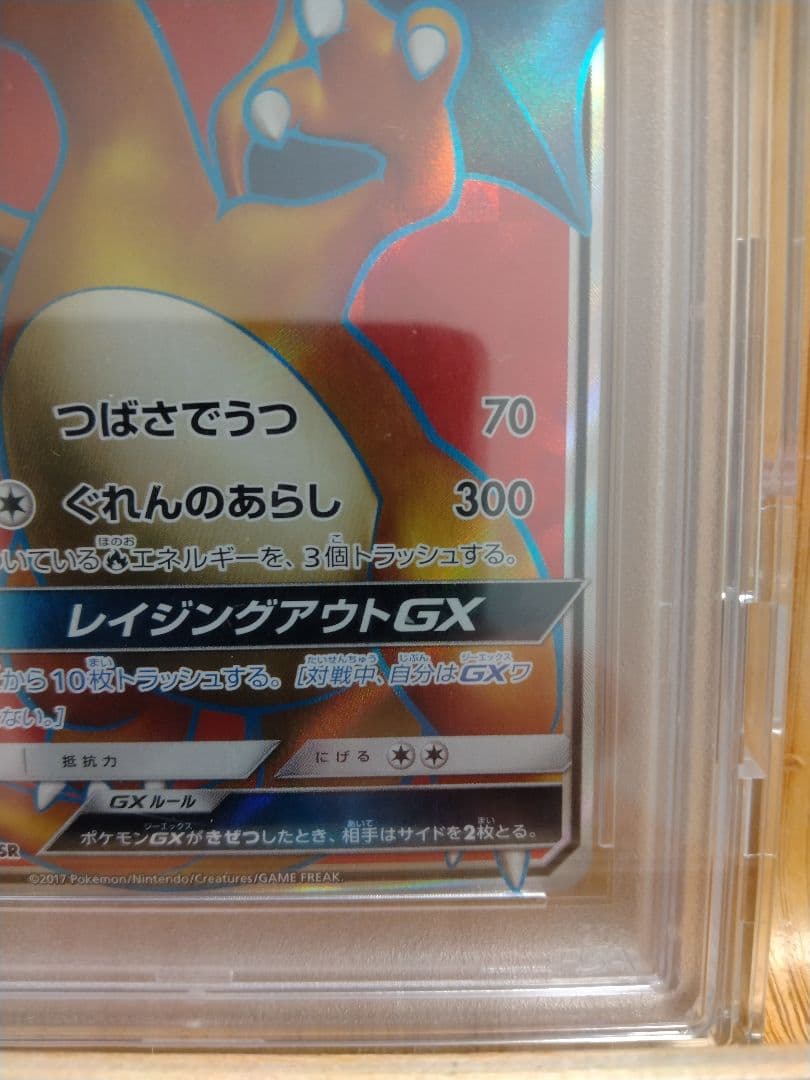 つばさでうつ 70
ぐれんのあらし 300
いている エネルギーを、3個トラッシュする。
レイジングアウトGX
から10枚トラッシュする。[対戦中、自分はGXワ
ない。]
抵抗力 にげる
GXルール
ポケモンGXがきぜつしたとき、相手はサイドを2枚とる。
SR
©2017 Pokémon/Nintendo/Creatures/GAME FREAK.